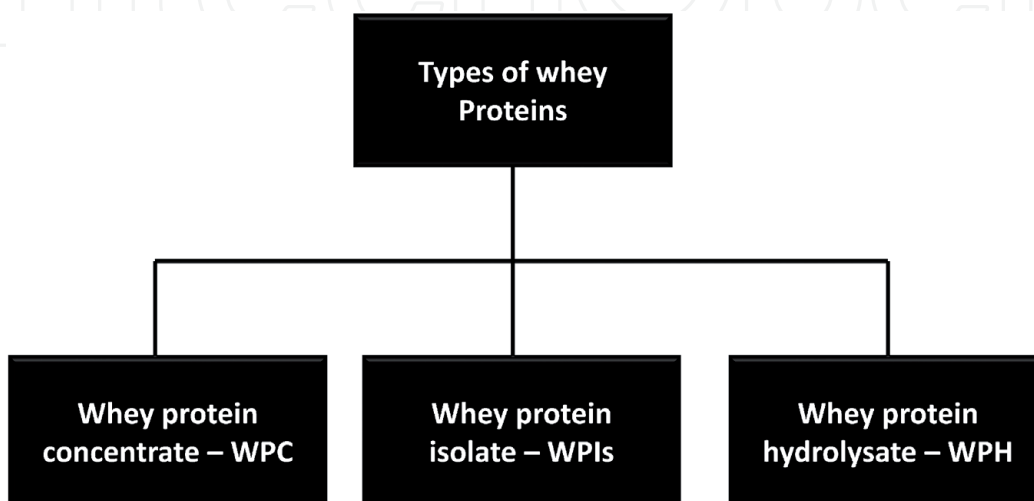 Types of whey
Proteins
Whey protein
concentrate – WPC
Whey protein
isolate – WPIs
Whey protein
hydrolysate – WPH